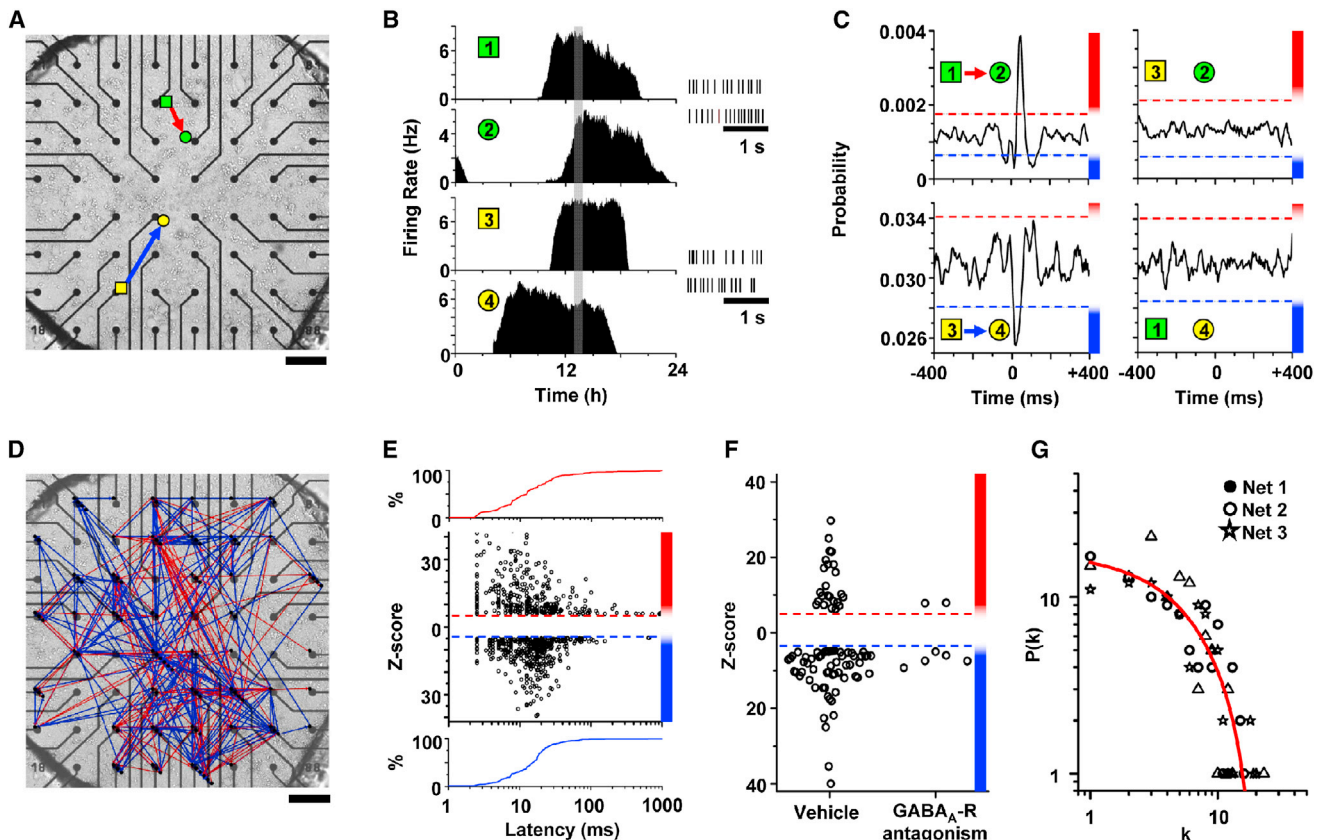 A
18
88
B
Firing Rate (Hz)
6
0
1
6
0
2
6
0
3
6
0
4
0
12
24
Time (h)
1 s
1 s
C
Probability
0.004
0.002
0
1
2
3
2
0.034
0.030
0.026
3
4
1
4
-400
0
+400
-400
0
+400
Time (ms)
Time (ms)
D
18
88
E
%
100
0
Z-score
30
0
30
%
100
0
1
10
100
1000
Latency (ms)
F
Z-score
40
20
0
20
40
Vehicle
GABAA-R
antagonism
G
P(k)
10
1
Net 1
Net 2
Net 3
1
10
k